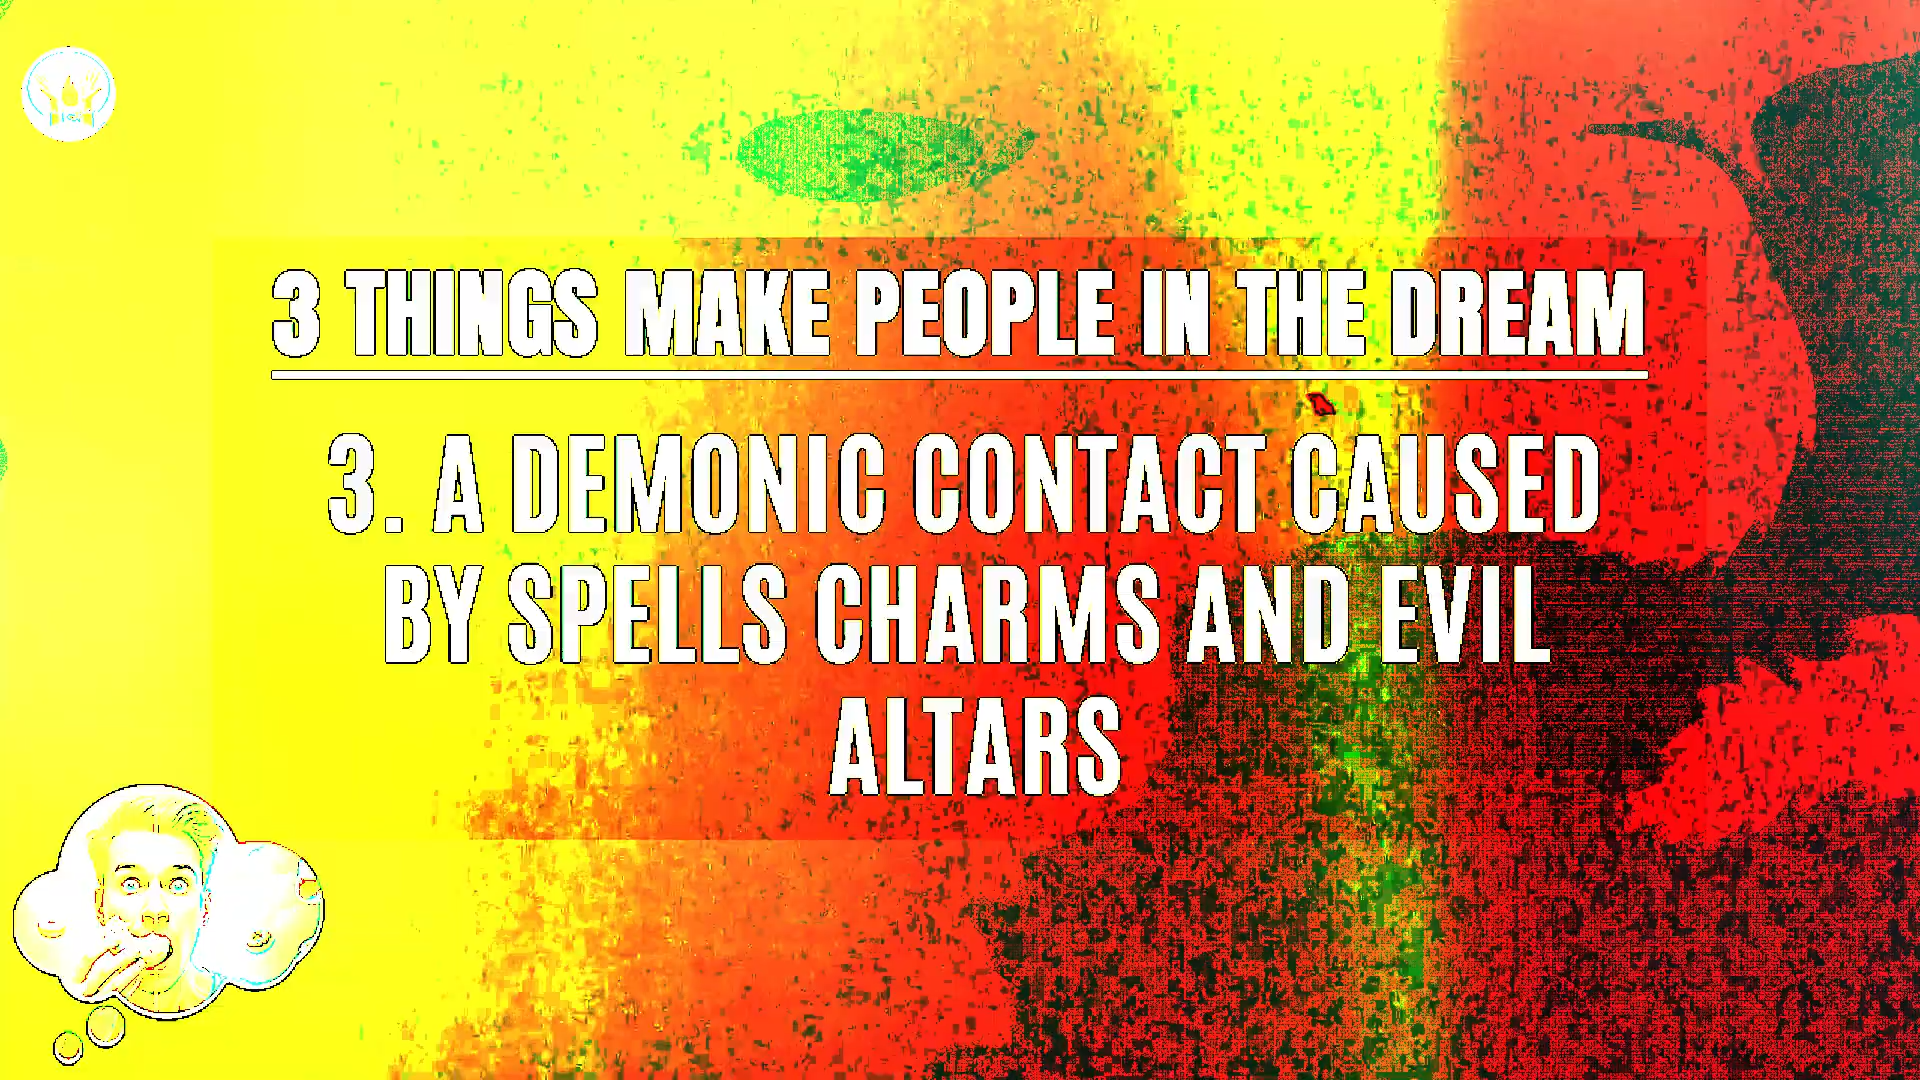 3 THINGS MAKE PEOPLE IN THE DREAM
3. A DEMONIC CONTACT CAUSED
BY SPELLS CHARMS AND EVIL
ALTARS